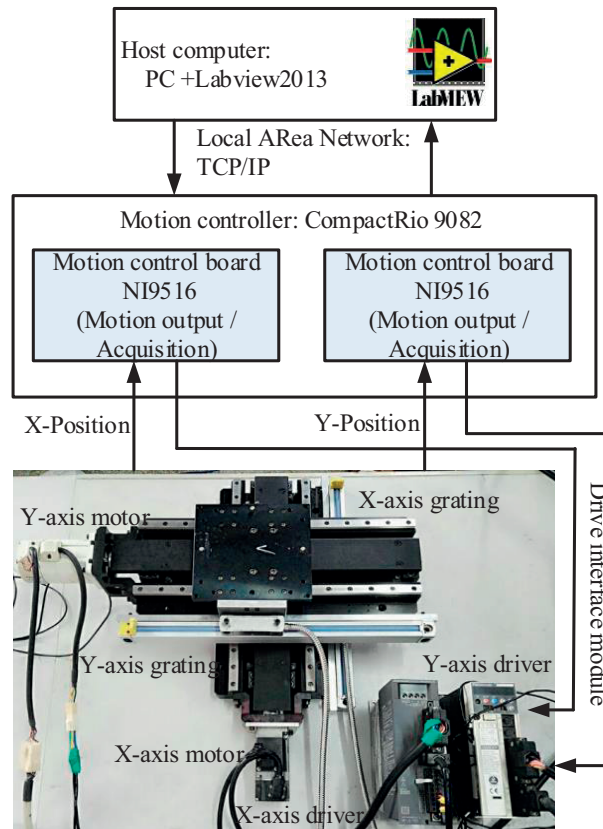 Host computer:
PC +Labview2013
LabVIEW
Local ARea Network:
TCP/IP
Motion controller: CompactRio 9082
Motion control board
NI9516
(Motion output /
Acquisition)
Motion control board
NI9516
(Motion output /
Acquisition)
X-Position
Y-Position
Drive interface module
X-axis grating
Y-axis motor
Y-axis grating
Y-axis driver
X-axis motor
X-axis driver